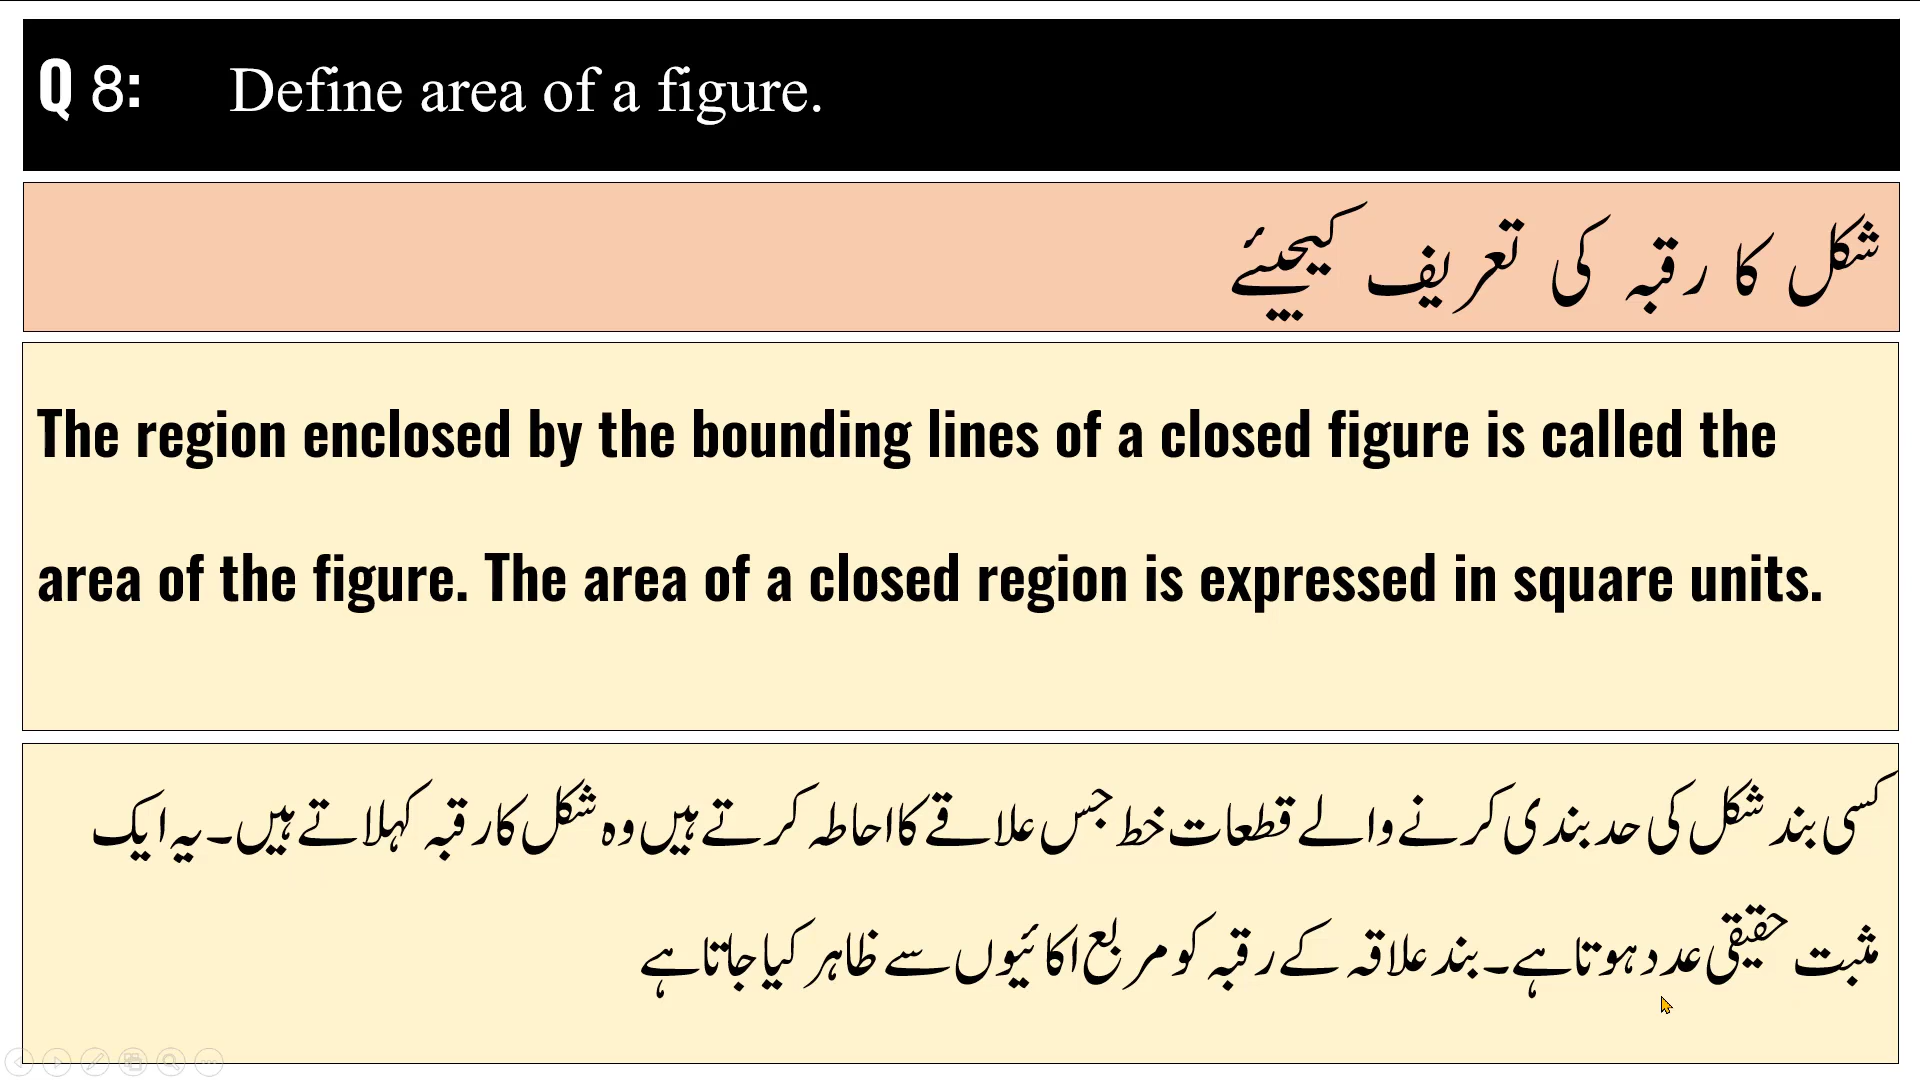 Q 8: Define area of a figure.
شکل کا رقبہ کی تعریف کیجیئے
The region enclosed by the bounding lines of a closed figure is called the
area of the figure. The area of a closed region is expressed in square units.
کسی بند شکل کی حد بندی کرنے والے قطعات خط جس علاقے کا احاطہ کرتے ہیں وہ شکل کا رقبہ کہلاتے ہیں۔ یہ ایک
مثبت حقیقی عدد ہوتا ہے۔ بند علاقہ کے رقبہ کو مربع اکائیوں سے ظاہر کیا جاتا ہے